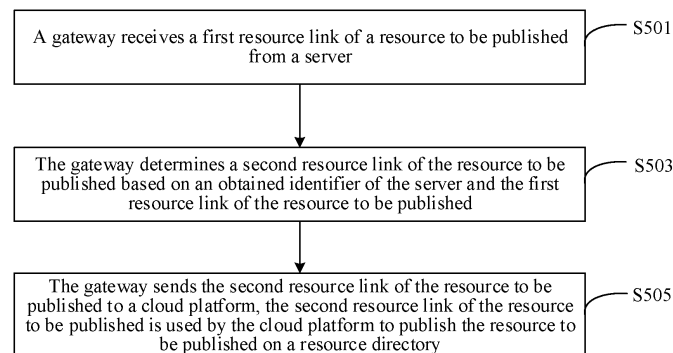 A gateway receives a first resource link of a resource to be published
from a server
S501
The gateway determines a second resource link of the resource to be
published based on an obtained identifier of the server and the first
resource link of the resource to be published
S503
The gateway sends the second resource link of the resource to be
published to a cloud platform, the second resource link of the resource
to be published is used by the cloud platform to publish the resource to
be published on a resource directory
S505